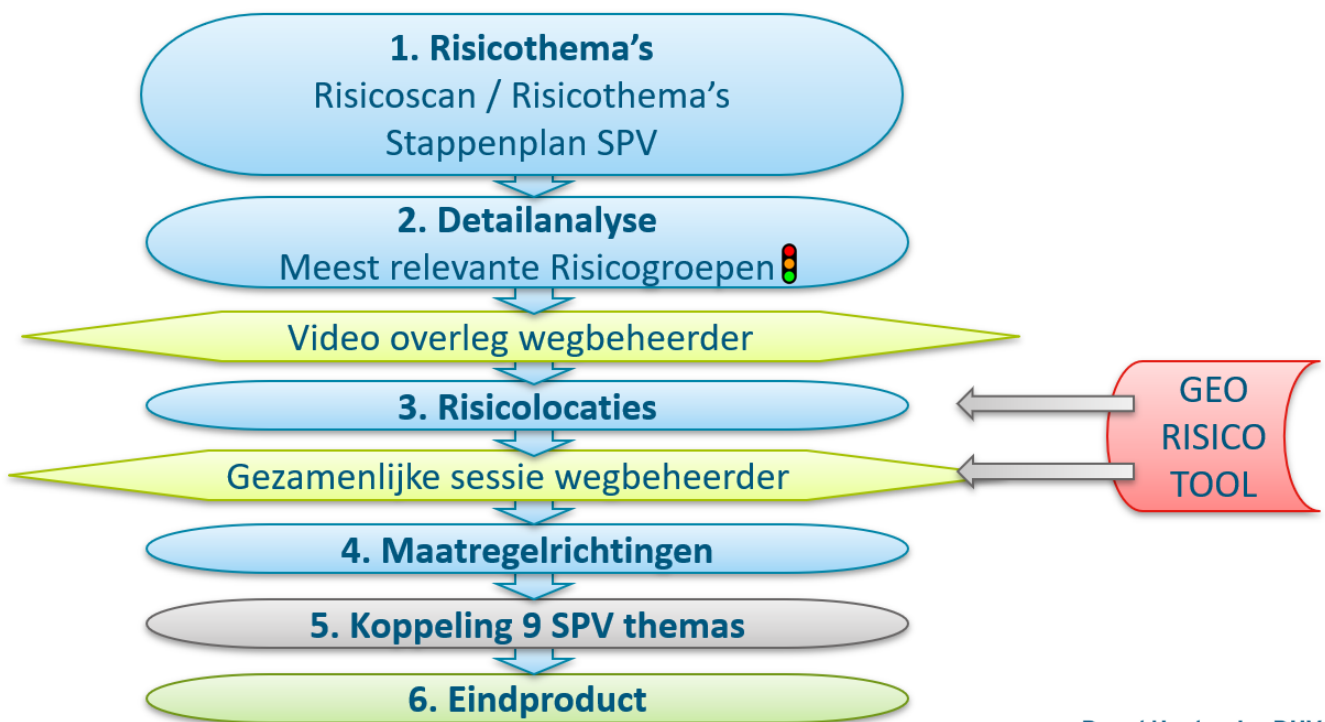 1. Risicothema’s
Risicoscan / Risicothema’s
Stappenplan SPV
2. Detailanalyse
Meest relevante Risicogroepen
Video overleg wegbeheerder
3. Risicolocaties
Gezamenlijke sessie wegbeheerder
GEO
RISICO
TOOL
4. Maatregelrichtingen
5. Koppeling 9 SPV themas
6. Eindproduct